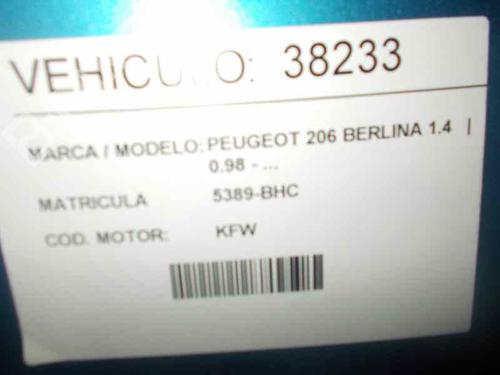 VEHICULO: 38233
MARCA / MODELO: PEUGEOT 206 BERLINA 1.4 |
0.98 - ...
MATRICULA 5389-BHC
COD. MOTOR: KFW